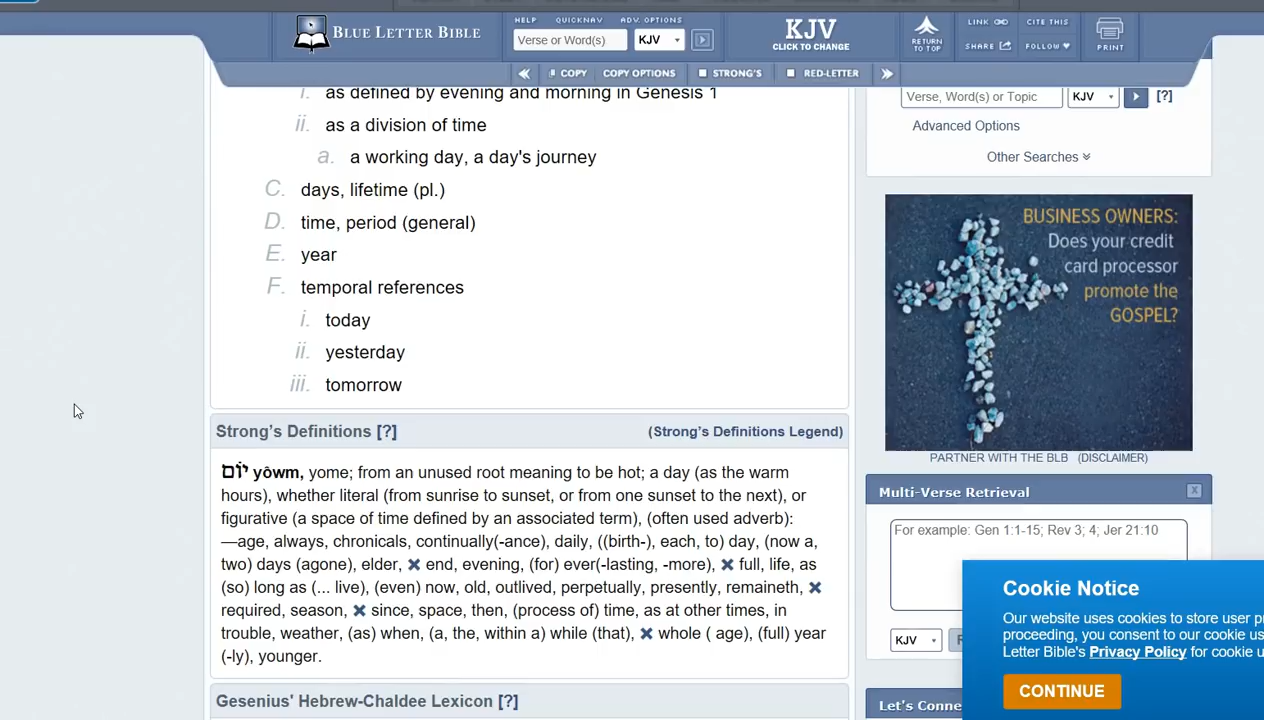 HELP QUICKNAV ADV. OPTIONS
BLUE LETTER BIBLE
Verse or Word(s) KJV
KJV
CLICK TO CHANGE
RETURN
TO TOP
LINK CITE THIS
SHARE FOLLOW
PRINT
COPY COPY OPTIONS STRONG'S RED-LETTER
i. as defined by evening and morning in Genesis 1
ii. as a division of time
a. a working day, a day's journey
C. days, lifetime (pl.)
D. time, period (general)
E. year
F. temporal references
i. today
ii. yesterday
iii. tomorrow
Strong's Definitions [?] (Strong's Definitions Legend)
יוֹם yôwm, yome; from an unused root meaning to be hot; a day (as the warm
hours), whether literal (from sunrise to sunset, or from one sunset to the next), or
figurative (a space of time defined by an associated term), (often used adverb):
—age, always, chronicals, continually(-ance), daily, ((birth-), each, to) day, (now a,
two) days (agone), elder, × end, evening, (for) ever(-lasting, -more), × full, life, as
(so) long as (... live), (even) now, old, outlived, perpetually, presently, remaineth, ×
required, season, × since, space, then, (process of) time, as at other times, in
trouble, weather, (as) when, (a, the, within a) while (that), × whole ( age), (full) year
(-ly), younger.
Gesenius' Hebrew-Chaldee Lexicon [?]
Verse, Word(s) or Topic KJV [?]
Advanced Options
Other Searches
BUSINESS OWNERS:
Does your credit
card processor
promote the
GOSPEL?
PARTNER WITH THE BLB (DISCLAIMER)
Multi-Verse Retrieval X
For example: Gen 1:1-15; Rev 3; 4; Jer 21:10
KJV
Let's Conne
Cookie Notice
Our website uses cookies to store user pr
proceeding, you consent to our cookie us
Letter Bible's Privacy Policy for cookie u
CONTINUE